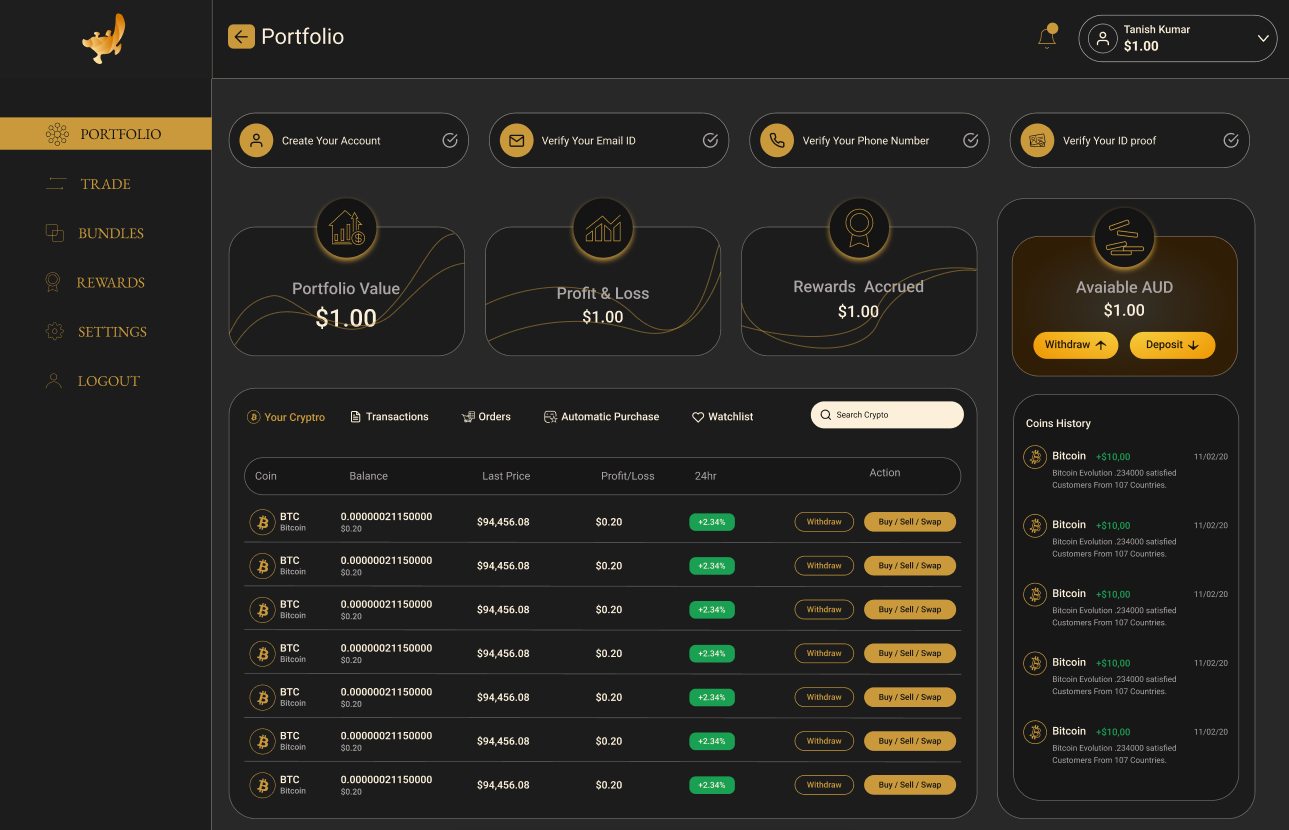 Portfolio
Tanish Kumar
$1.00
PORTFOLIO
TRADE
BUNDLES
REWARDS
SETTINGS
LOGOUT
Create Your Account
Verify Your Email ID
Verify Your Phone Number
Verify Your ID proof
Portfolio Value
$1.00
Profit & Loss
$1.00
Rewards Accrued
$1.00
Avaiable AUD
$1.00
Withdraw
Deposit
Your Cryptro
Transactions
Orders
Automatic Purchase
Watchlist
Search Crypto
Coin Balance Last Price Profit/Loss 24hr Action
BTC 0.00000021150000 $94,456.08 $0.20 +2.34% Withdraw Buy / Sell / Swap
Bitcoin $0.20
BTC 0.00000021150000 $94,456.08 $0.20 +2.34% Withdraw Buy / Sell / Swap
Bitcoin $0.20
BTC 0.00000021150000 $94,456.08 $0.20 +2.34% Withdraw Buy / Sell / Swap
Bitcoin $0.20
BTC 0.00000021150000 $94,456.08 $0.20 +2.34% Withdraw Buy / Sell / Swap
Bitcoin $0.20
BTC 0.00000021150000 $94,456.08 $0.20 +2.34% Withdraw Buy / Sell / Swap
Bitcoin $0.20
BTC 0.00000021150000 $94,456.08 $0.20 +2.34% Withdraw Buy / Sell / Swap
Bitcoin $0.20
BTC 0.00000021150000 $94,456.08 $0.20 +2.34% Withdraw Buy / Sell / Swap
Bitcoin $0.20
Coins History
Bitcoin +$10,00 11/02/20
Bitcoin Evolution .234000 satisfied
Customers From 107 Countries.
Bitcoin +$10,00 11/02/20
Bitcoin Evolution .234000 satisfied
Customers From 107 Countries.
Bitcoin +$10,00 11/02/20
Bitcoin Evolution .234000 satisfied
Customers From 107 Countries.
Bitcoin +$10,00 11/02/20
Bitcoin Evolution .234000 satisfied
Customers From 107 Countries.
Bitcoin +$10,00 11/02/20
Bitcoin Evolution .234000 satisfied
Customers From 107 Countries.